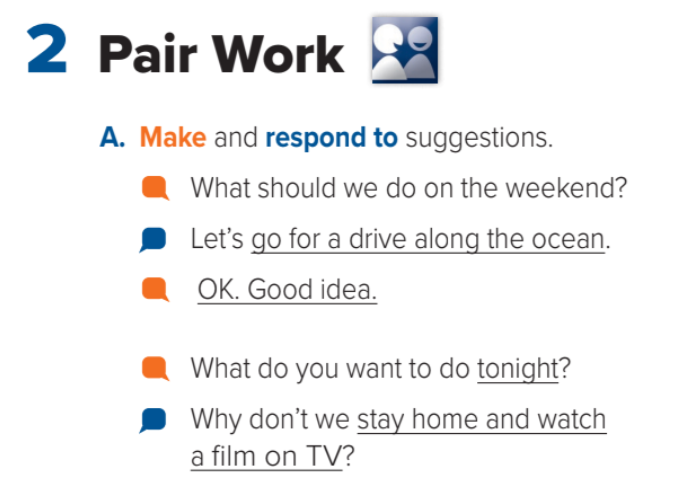 2 Pair Work
A. Make and respond to suggestions.
What should we do on the weekend?
Let's go for a drive along the ocean.
OK. Good idea.
What do you want to do tonight?
Why don't we stay home and watch
a film on TV?